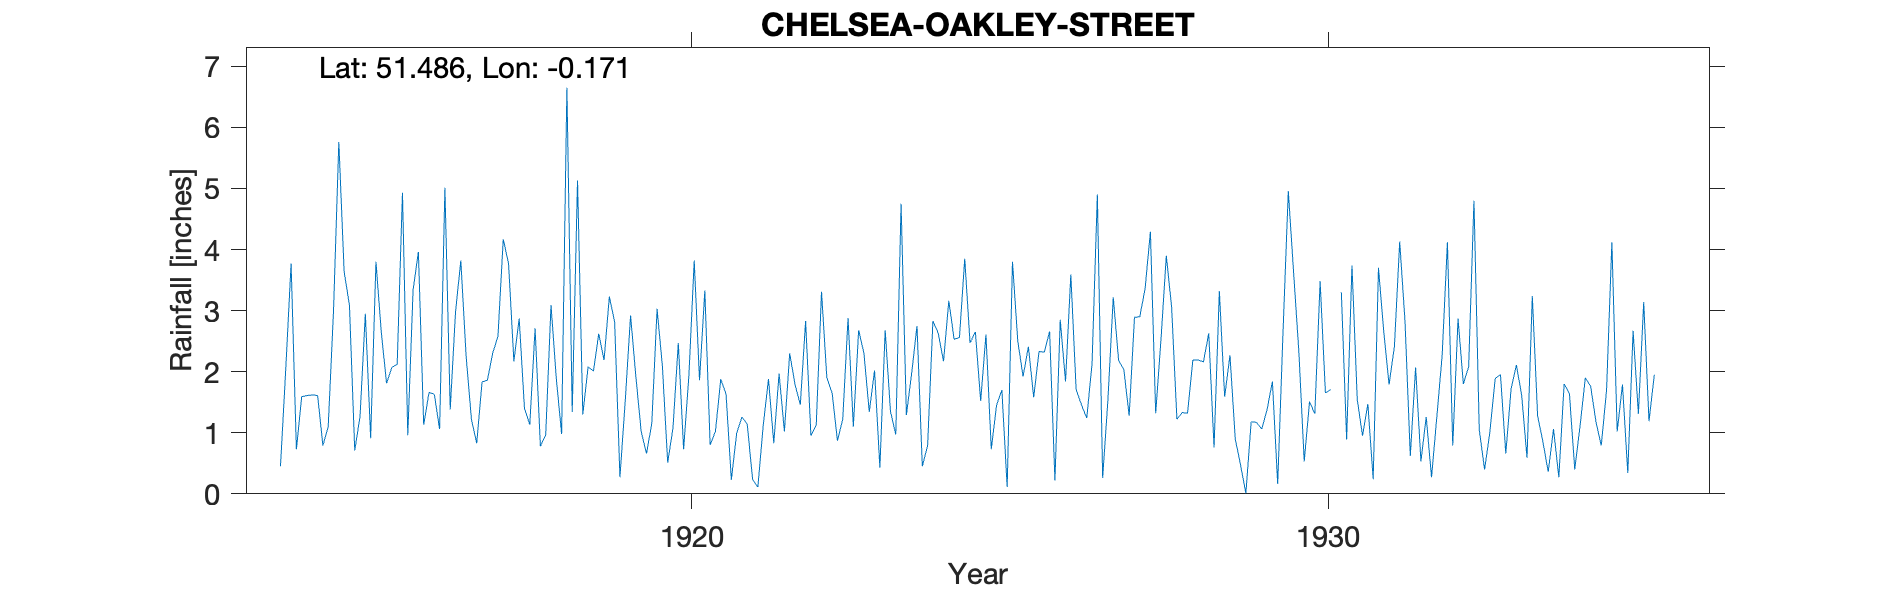 CHELSEA-OAKLEY-STREET
Lat: 51.486, Lon: -0.171
7
6
5
4
3
2
1
0
Rainfall [inches]
1920 1930
Year